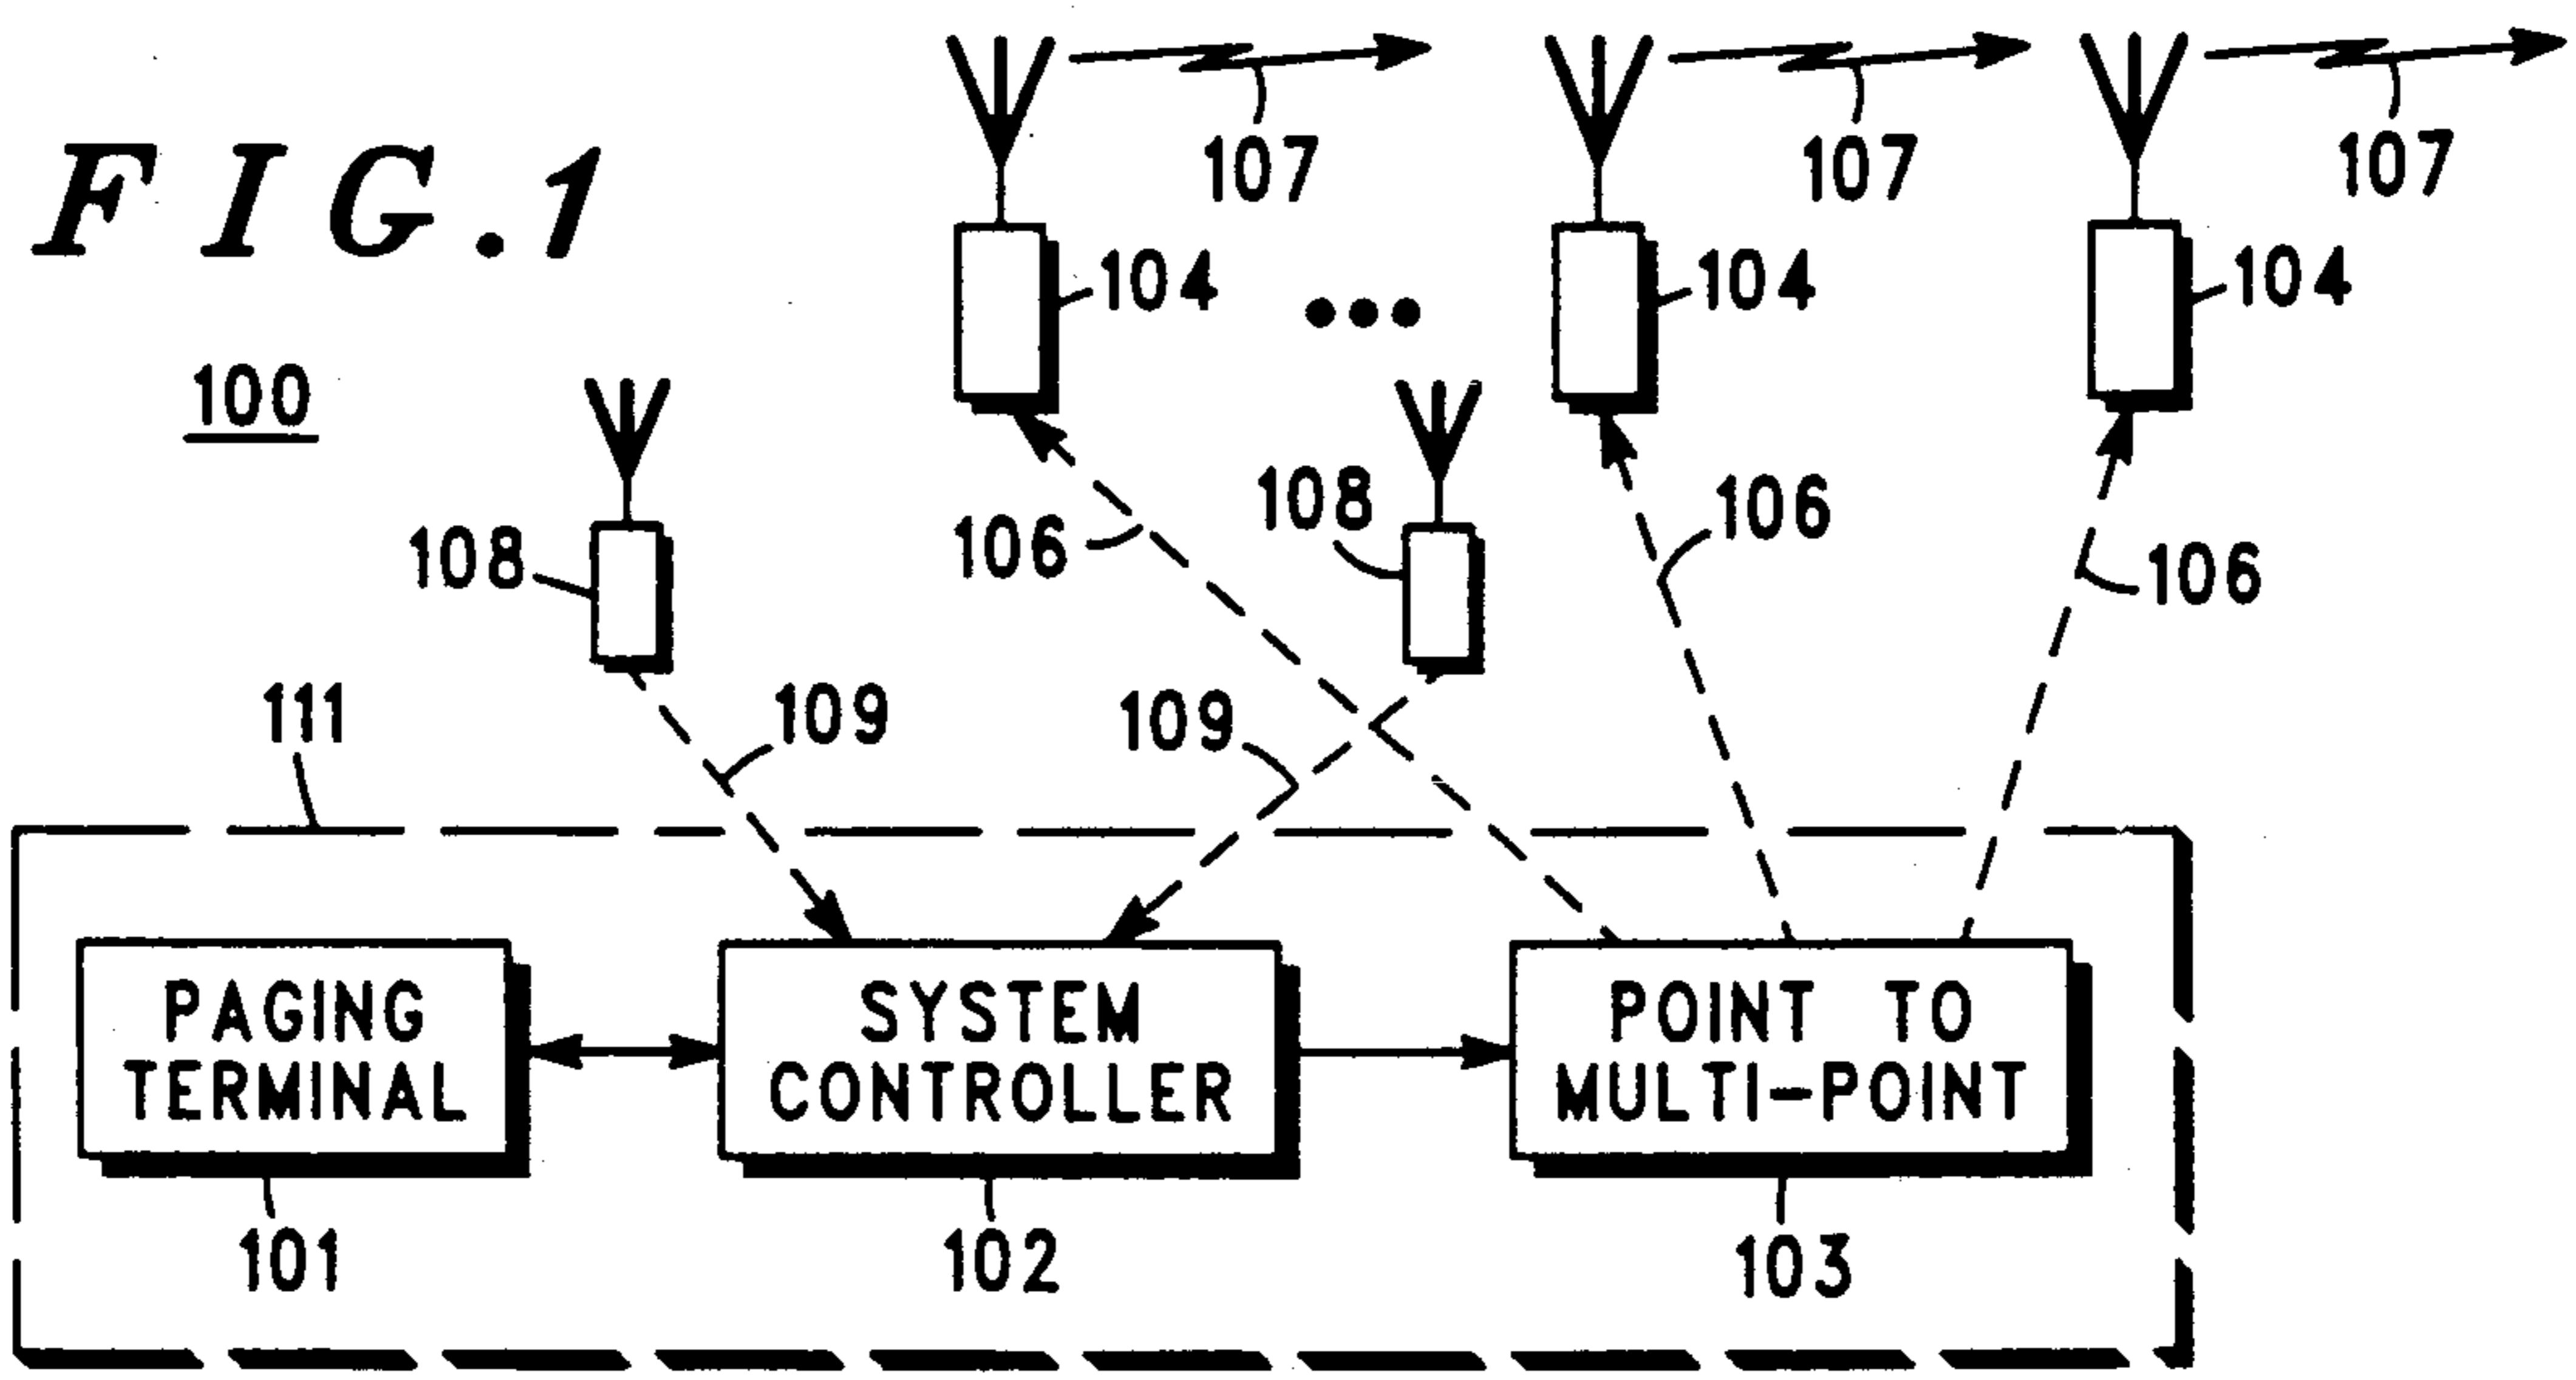 FIG.1
100
107
107
107
104
104
104
108
108
106
106
106
109
109
111
PAGING
TERMINAL
SYSTEM
CONTROLLER
POINT TO
MULTI-POINT
101
102
103